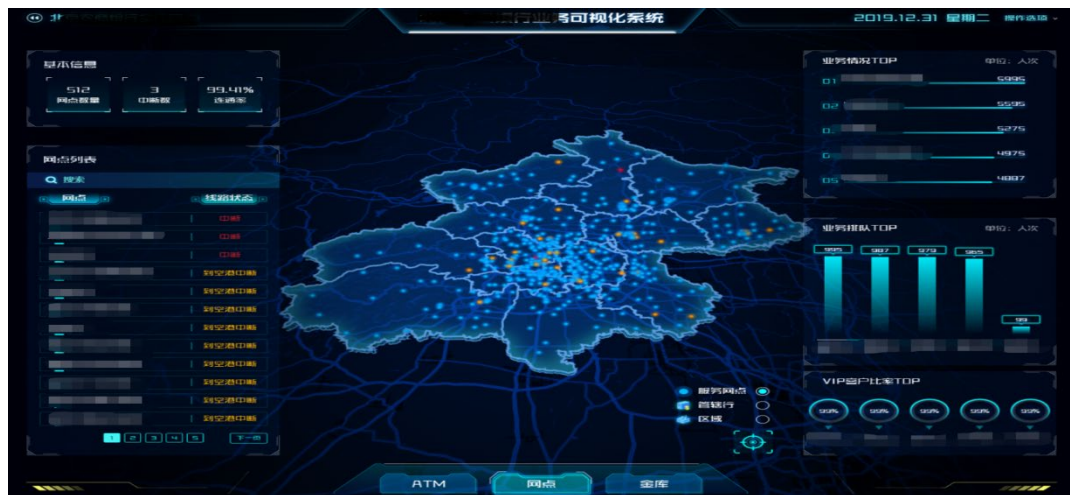 行业务可视化系统
2019.12.31 星期二 操作选项
基本信息
512 3 99.41%
网点数量 中断数 连通率
网点列表
搜索
网点 线路状态
中断
中断
中断
到空港中断
到空港中断
到空港中断
到空港中断
到空港中断
到空港中断
到空港中断
到空港中断
到空港中断
1 2 3 4 5 下一页
业务情况TOP 单位：人次
01 5995
02 5595
5275
4975
05 4887
业务排队TOP 单位：人次
995 987 979 965
99
VIP客户比率TOP
99% 99% 99% 99% 99%
服务网点
管辖行
区域
ATM 网点 金库